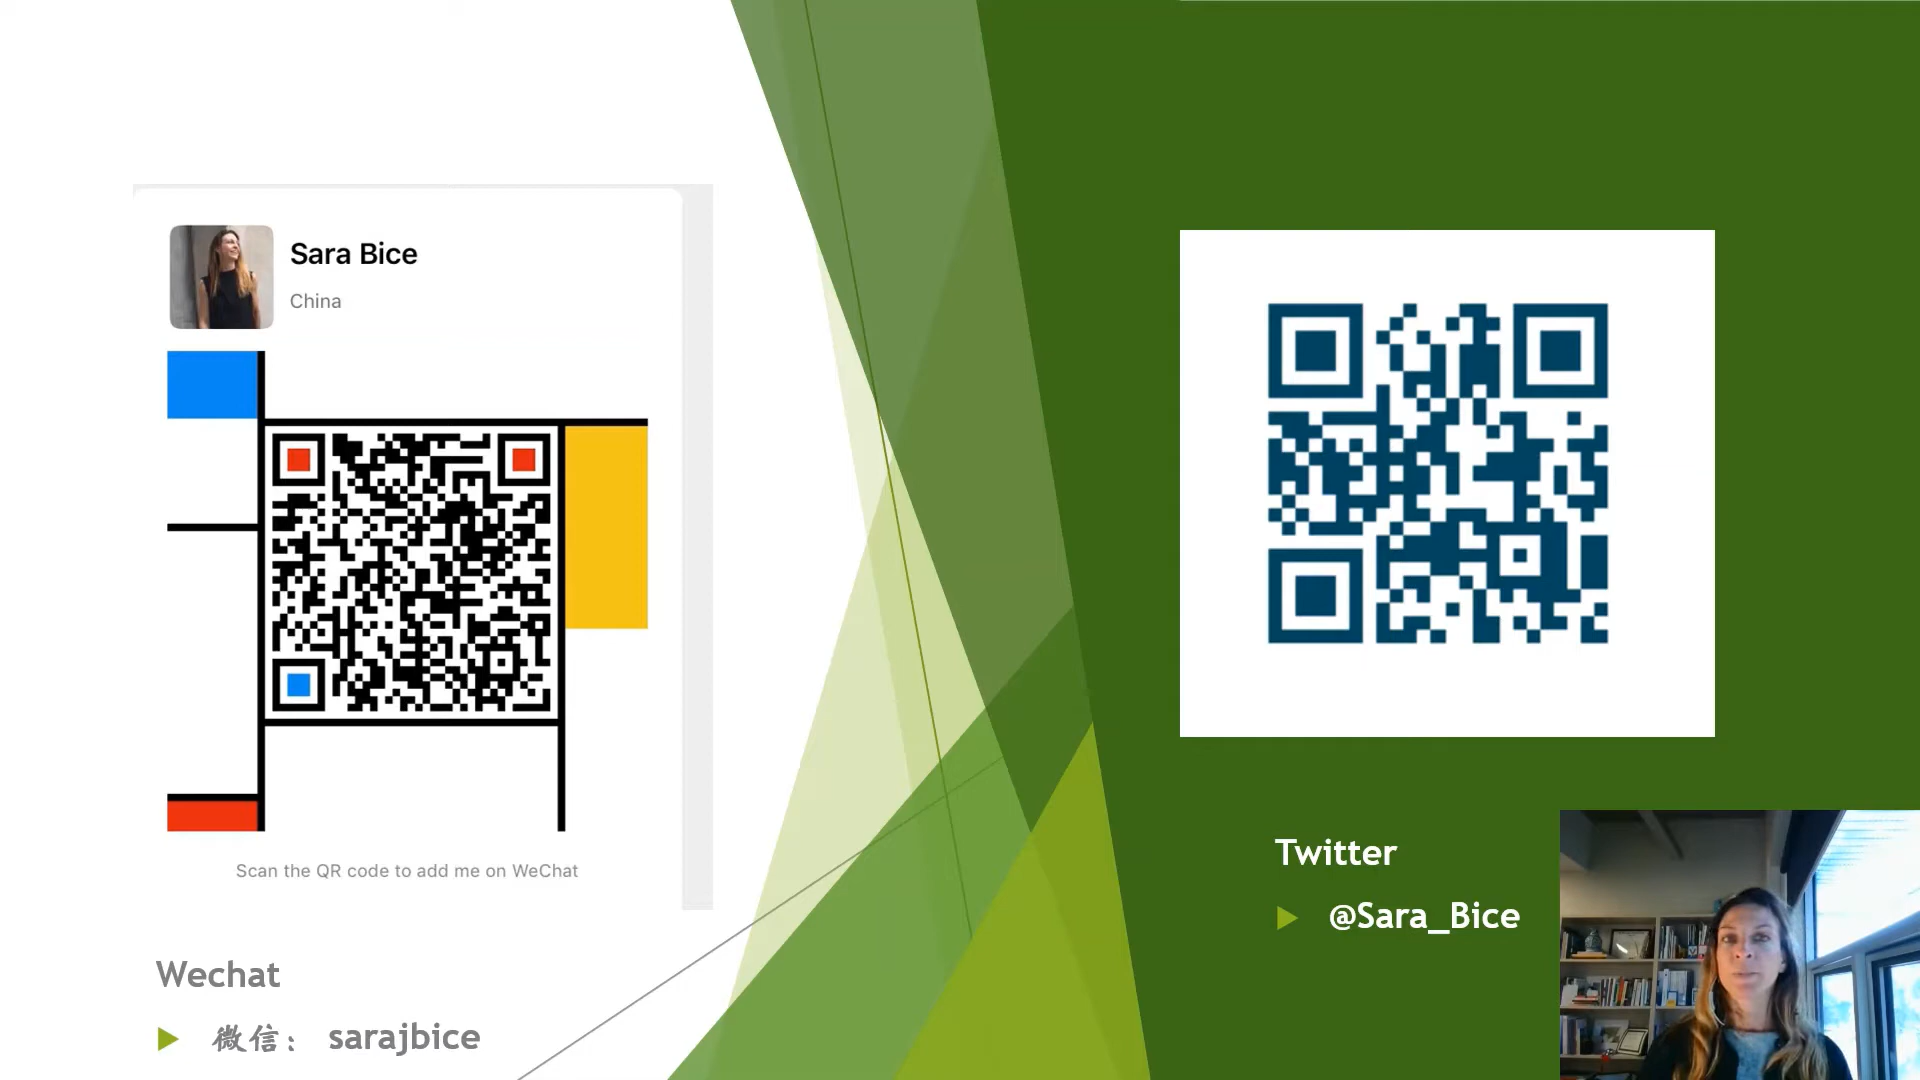 Sara Bice
China
Scan the QR code to add me on WeChat
Wechat
微信： sarajbice
Twitter
@Sara_Bice